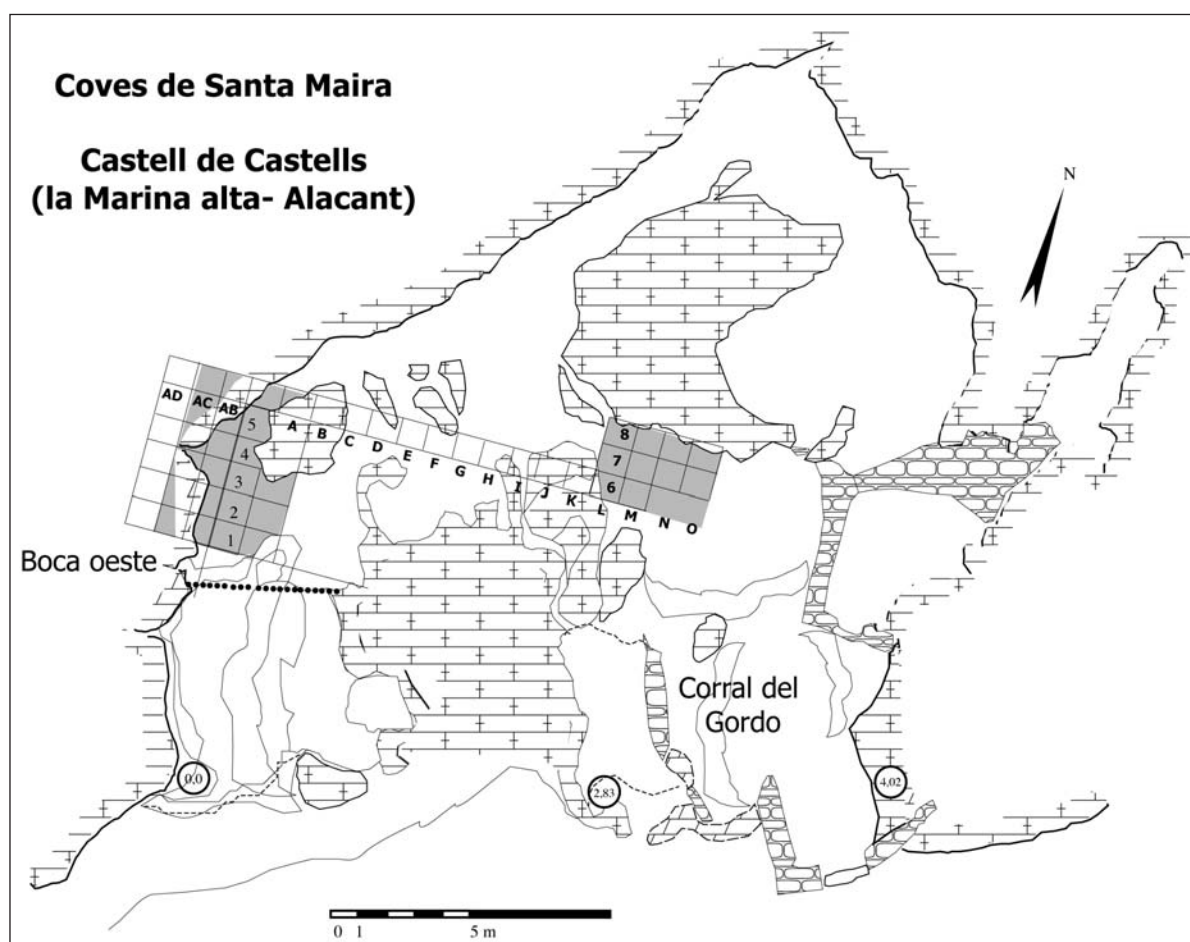 Coves de Santa Maira
Castell de Castells
(la Marina alta- Alacant)
N
AD
AC
AB
5
A
B
C
D
E
F
G
H
I
J
K
L
M
N
O
8
7
6
4
3
2
1
Boca oeste
Corral del
Gordo
0,0
2,83
4,02
0 1 5 m